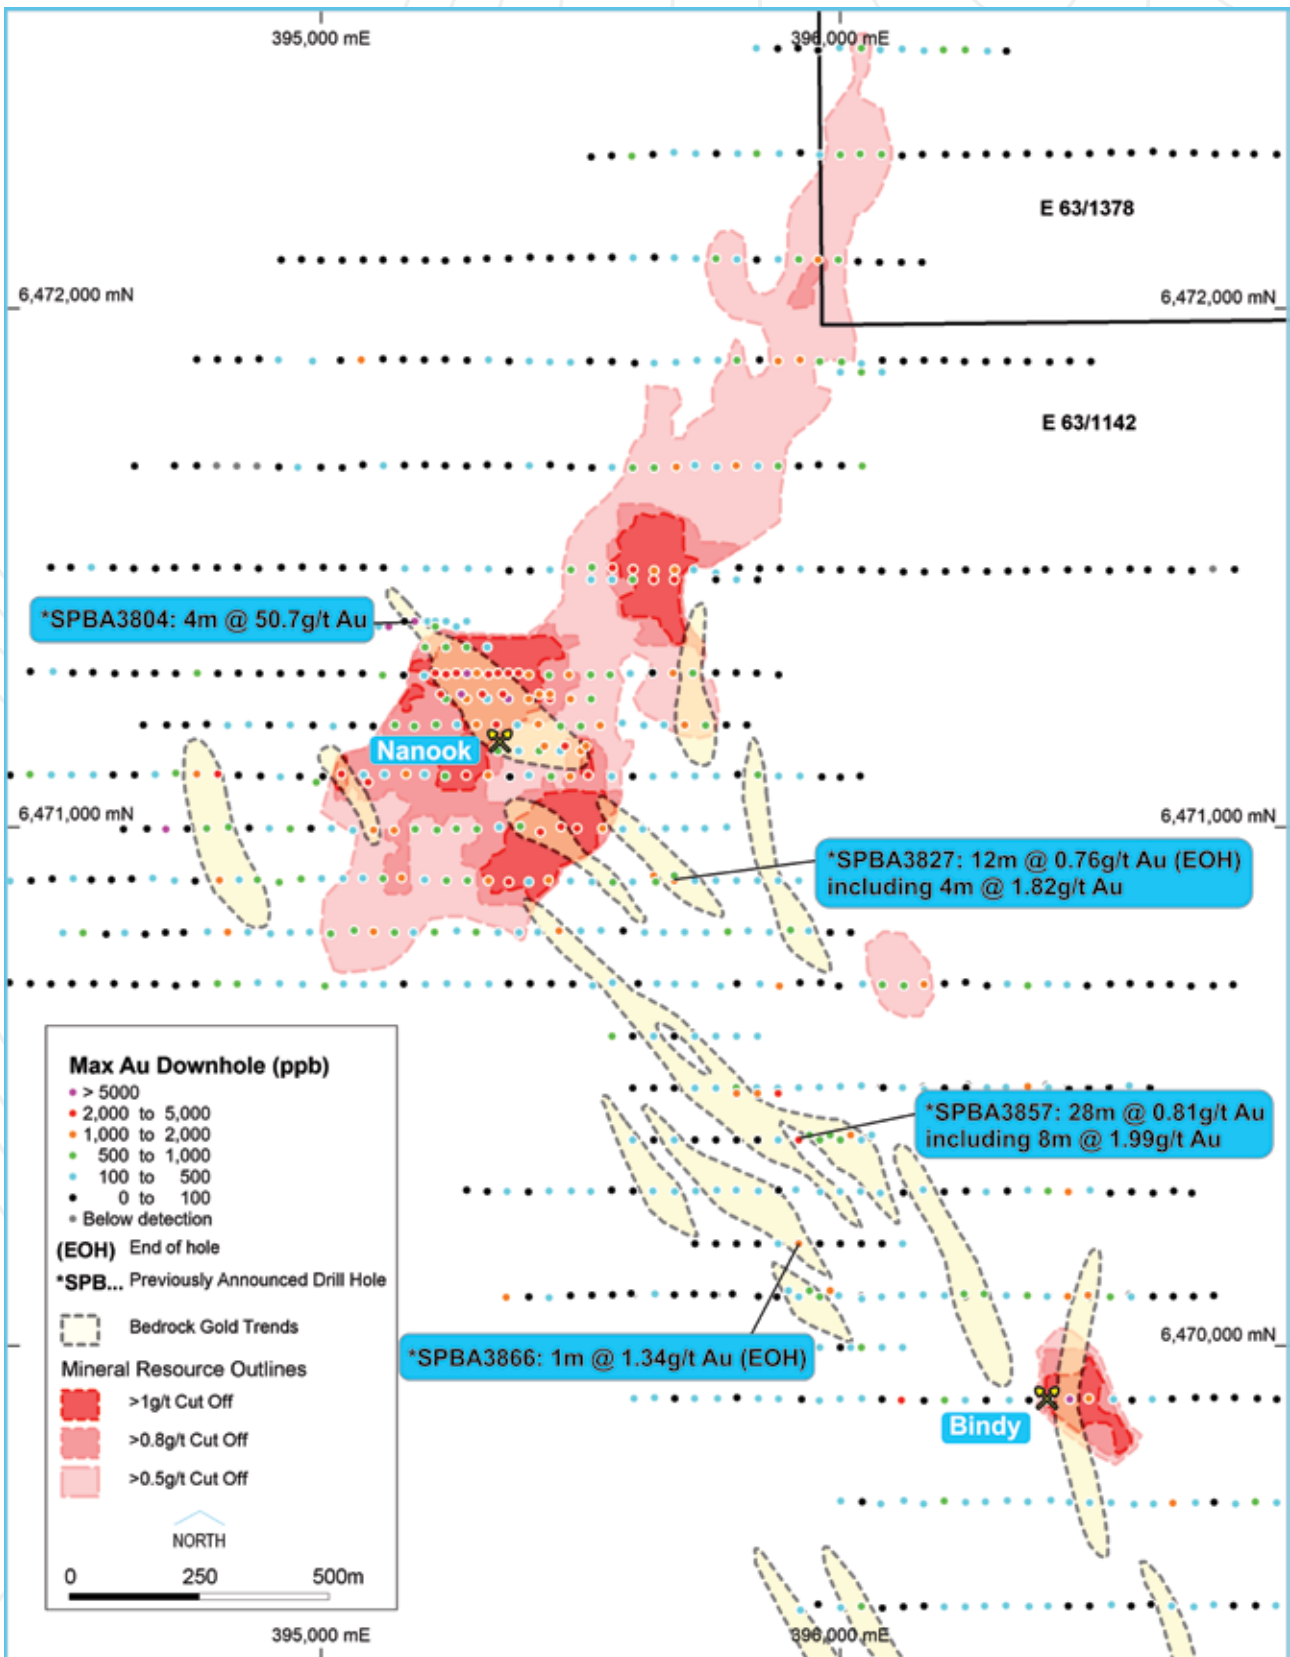 395,000 mE
396,000 mE
E 63/1378
6,472,000 mN
6,472,000 mN
E 63/1142
*SPBA3804: 4m @ 50.7g/t Au
Nanook
6,471,000 mN
6,471,000 mN
*SPBA3827: 12m @ 0.76g/t Au (EOH)
including 4m @ 1.82g/t Au
Max Au Downhole (ppb)
> 5000
2,000 to 5,000
1,000 to 2,000
500 to 1,000
100 to 500
0 to 100
Below detection
(EOH) End of hole
*SPB... Previously Announced Drill Hole
Bedrock Gold Trends
Mineral Resource Outlines
>1g/t Cut Off
>0.8g/t Cut Off
>0.5g/t Cut Off
NORTH
0 250 500m
*SPBA3857: 28m @ 0.81g/t Au
including 8m @ 1.99g/t Au
6,470,000 mN
*SPBA3866: 1m @ 1.34g/t Au (EOH)
Bindy
395,000 mE
396,000 mE